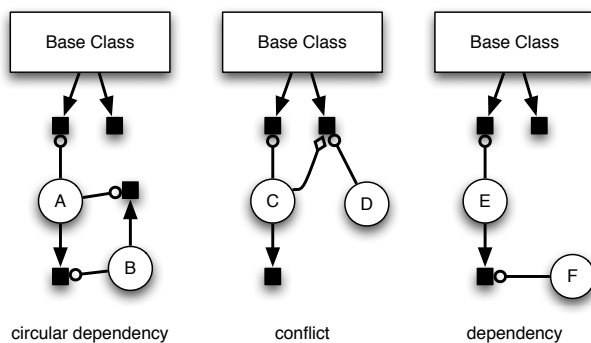 Base Class
Base Class
Base Class
A
B
C
D
E
F
circular dependency
conflict
dependency